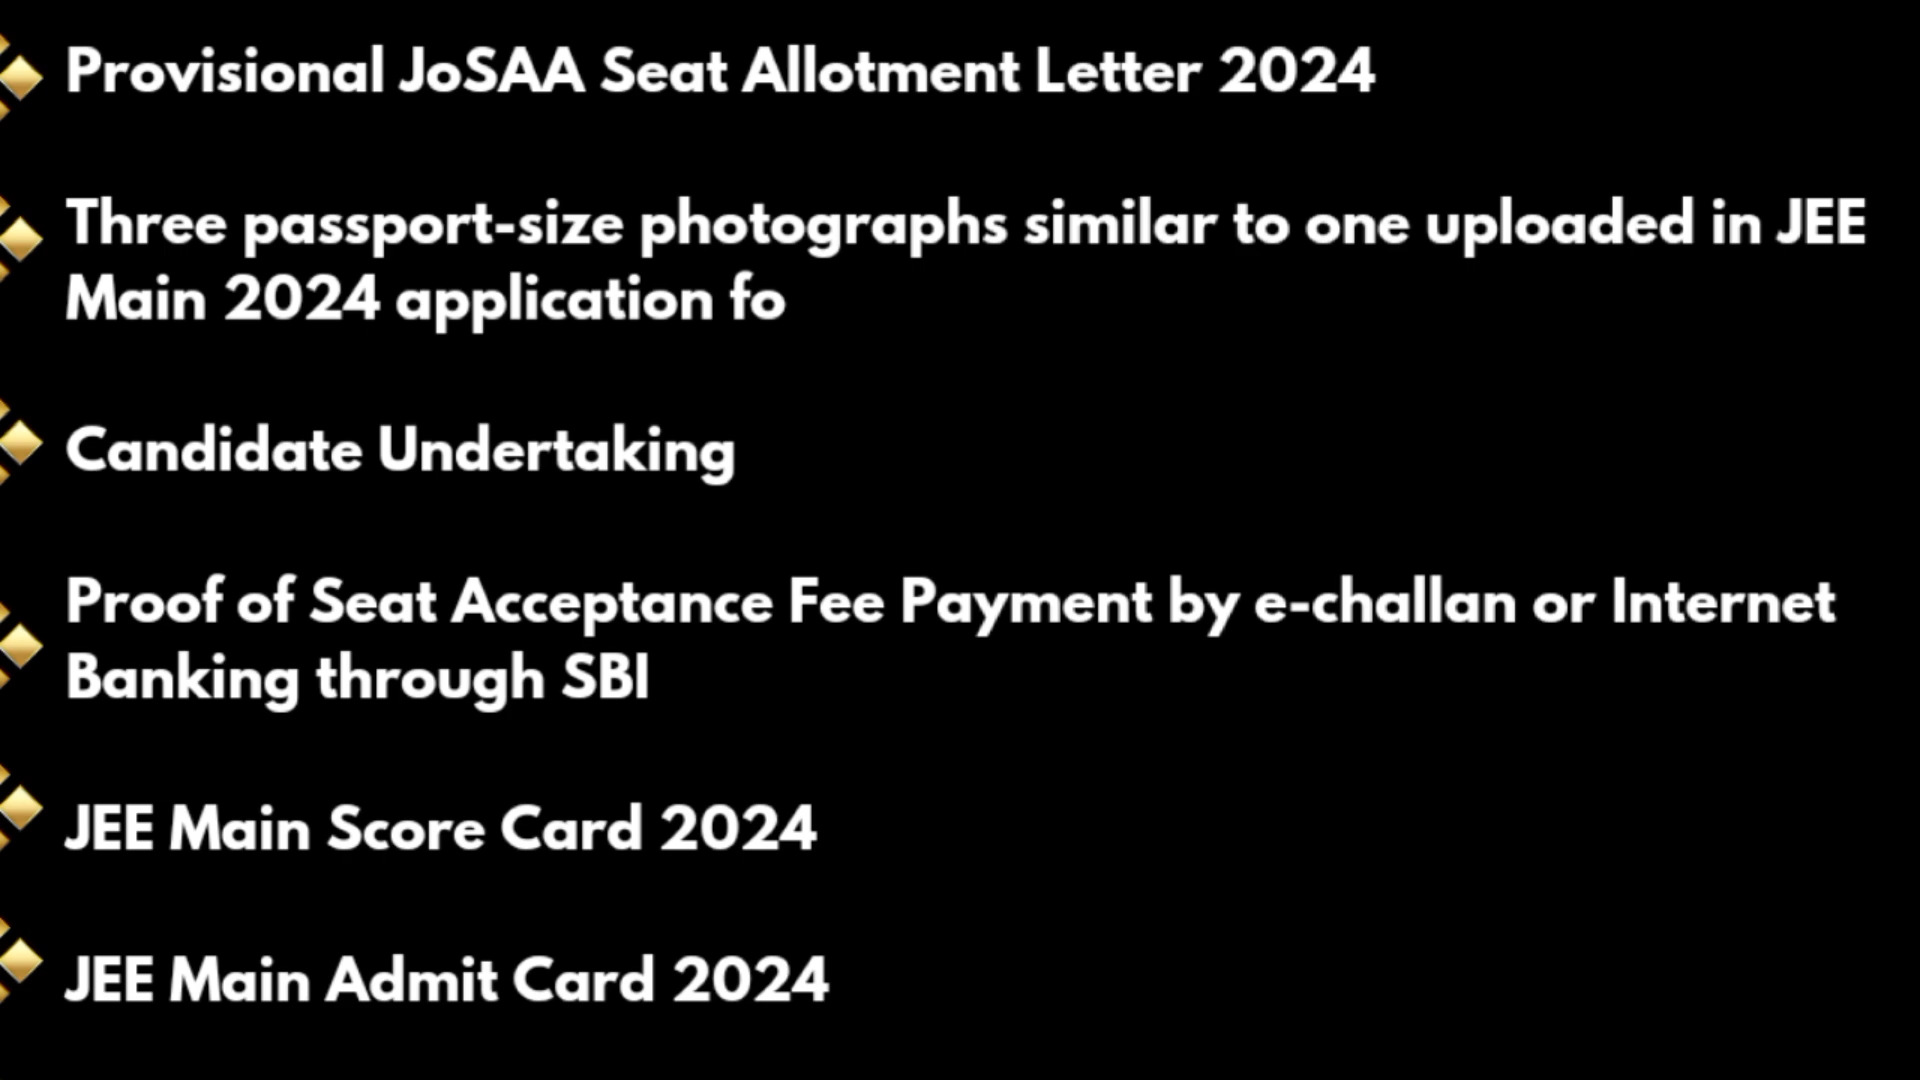 Provisional JoSAA Seat Allotment Letter 2024
Three passport-size photographs similar to one uploaded in JEE
Main 2024 application fo
Candidate Undertaking
Proof of Seat Acceptance Fee Payment by e-challan or Internet
Banking through SBI
JEE Main Score Card 2024
JEE Main Admit Card 2024